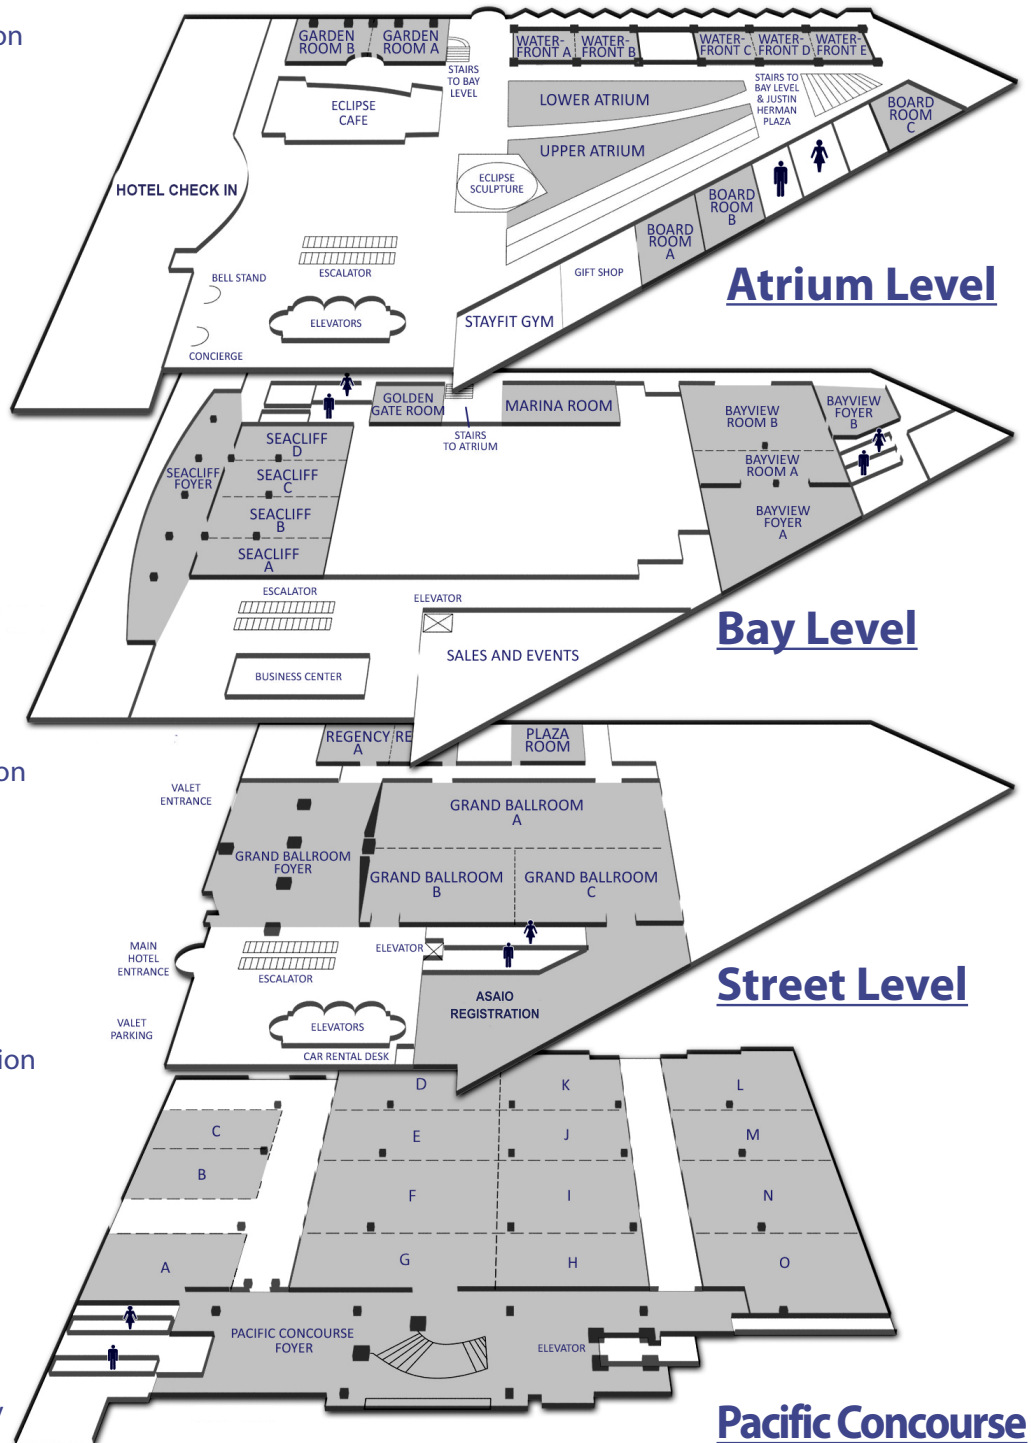 on
GARDEN
ROOM B
GARDEN
ROOM A
WATER-
FRONT A
WATER-
FRONT B
WATER-
FRONT C
WATER-
FRONT D
WATER-
FRONT E
STAIRS
TO BAY
LEVEL
STAIRS TO
BAY LEVEL
& JUSTIN
HERMAN
PLAZA
ECLIPSE
CAFE
LOWER ATRIUM
UPPER ATRIUM
BOARD
ROOM
C
HOTEL CHECK IN
ECLIPSE
SCULPTURE
BOARD
ROOM
B
BOARD
ROOM
A
ESCALATOR
BELL STAND
GIFT SHOP
Atrium Level
ELEVATORS
STAYFIT GYM
CONCIERGE
GOLDEN
GATE ROOM
MARINA ROOM
BAYVIEW
ROOM B
BAYVIEW
FOYER
B
STAIRS
TO ATRIUM
SEACLIFF
D
SEACLIFF
FOYER
SEACLIFF
C
BAYVIEW
ROOM A
SEACLIFF
B
BAYVIEW
FOYER
A
SEACLIFF
A
ESCALATOR
ELEVATOR
Bay Level
SALES AND EVENTS
BUSINESS CENTER
REGENCY
A
RE
PLAZA
ROOM
on
VALET
ENTRANCE
GRAND BALLROOM
A
GRAND BALLROOM
FOYER
GRAND BALLROOM
B
GRAND BALLROOM
C
MAIN
HOTEL
ENTRANCE
ELEVATOR
ESCALATOR
Street Level
ASAIO
REGISTRATION
VALET
PARKING
ELEVATORS
CAR RENTAL DESK
ion
D
K
L
C
E
J
M
B
F
I
N
A
G
H
O
PACIFIC CONCOURSE
FOYER
ELEVATOR
Pacific Concourse